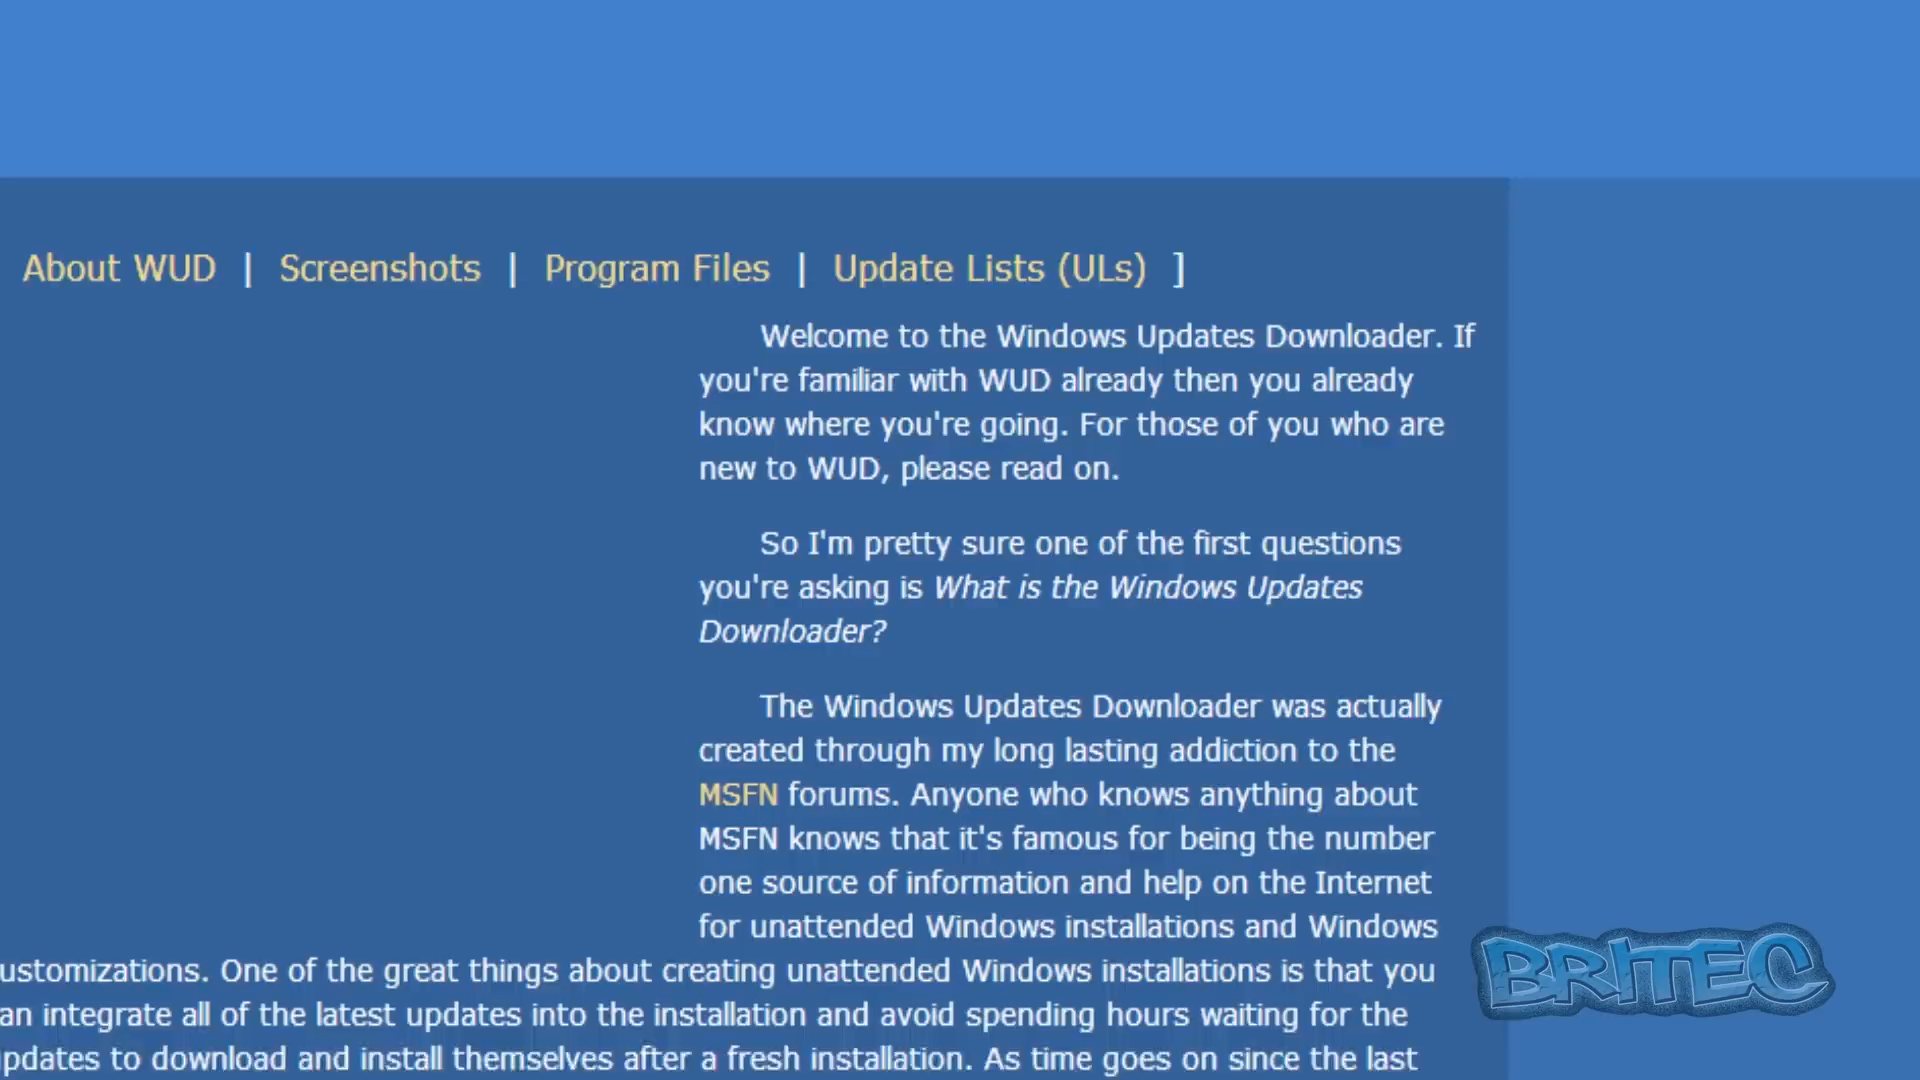 About WUD | Screenshots | Program Files | Update Lists (ULs) ]
Welcome to the Windows Updates Downloader. If
you're familiar with WUD already then you already
know where you're going. For those of you who are
new to WUD, please read on.
So I'm pretty sure one of the first questions
you're asking is What is the Windows Updates
Downloader?
The Windows Updates Downloader was actually
created through my long lasting addiction to the
MSFN forums. Anyone who knows anything about
MSFN knows that it's famous for being the number
one source of information and help on the Internet
for unattended Windows installations and Windows
ustomizations. One of the great things about creating unattended Windows installations is that you
an integrate all of the latest updates into the installation and avoid spending hours waiting for the
pdates to download and install themselves after a fresh installation. As time goes on since the last
BRITEC